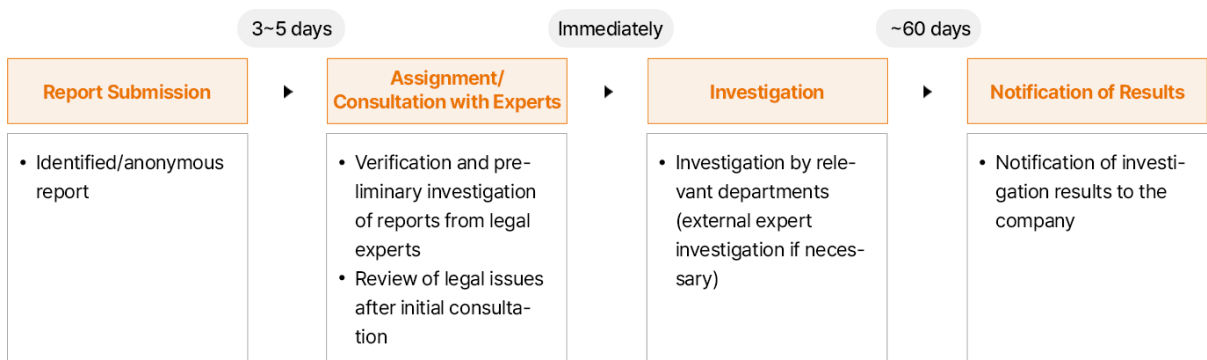 3~5 days
Immediately
~60 days
Report Submission
Assignment/
Consultation with Experts
Investigation
Notification of Results
• Identified/anonymous
report
• Verification and pre-
liminary investigation
of reports from legal
experts
• Review of legal issues
after initial consulta-
tion
• Investigation by rele-
vant departments
(external expert
investigation if neces-
sary)
• Notification of investi-
gation results to the
company